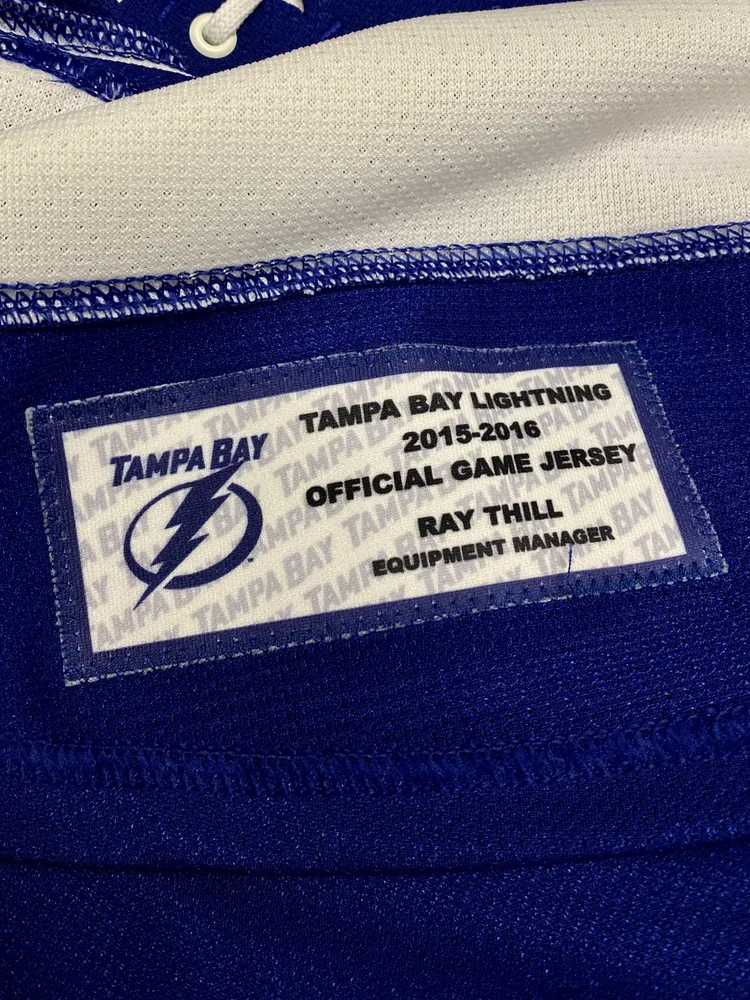 TAMPA BAY
TAMPA BAY LIGHTNING
2015-2016
OFFICIAL GAME JERSEY
RAY THILL
EQUIPMENT MANAGER